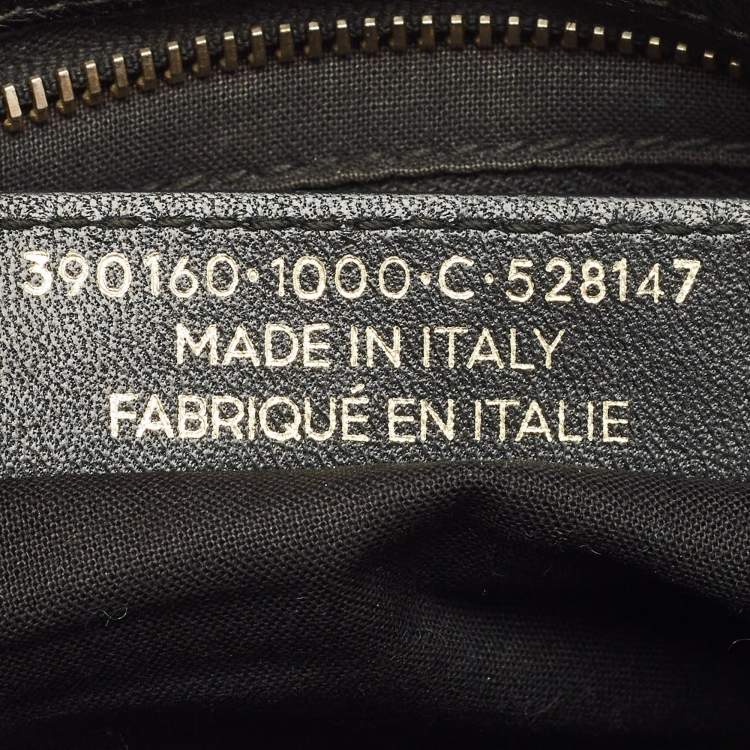 390160·1000·C·528147
MADE IN ITALY
FABRIQUÉ EN ITALIE